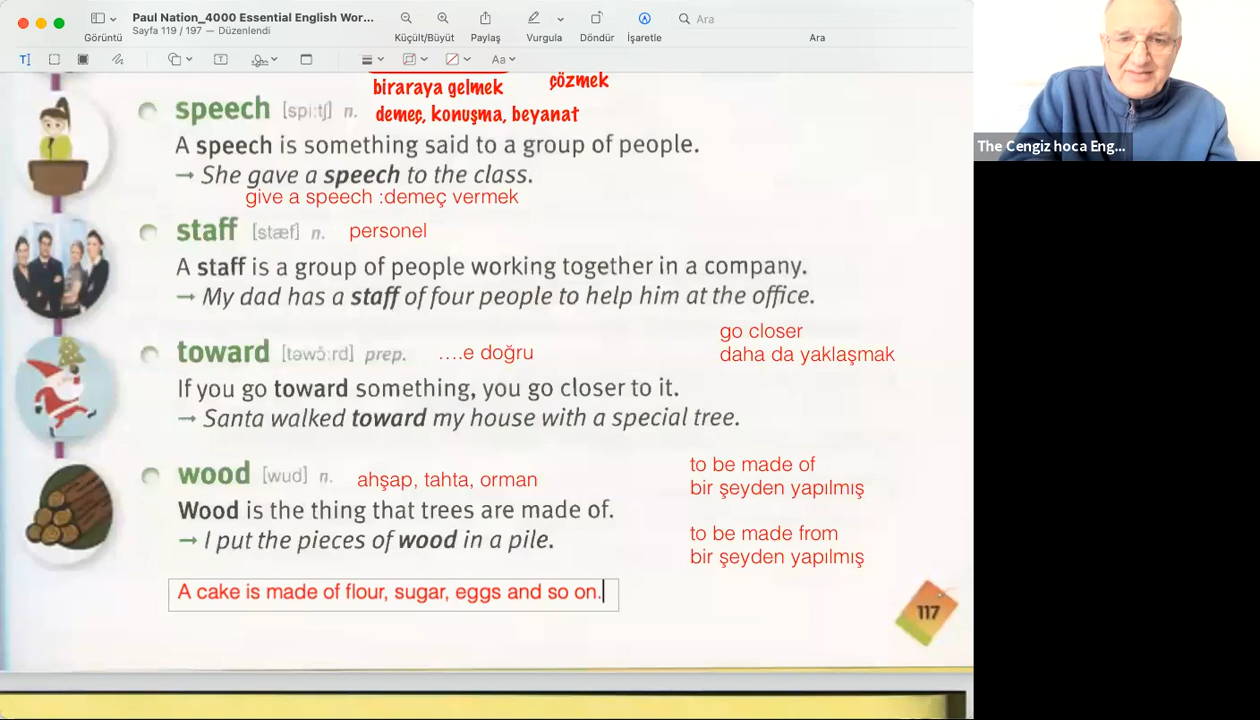 Paul Nation_4000 Essential English Wor...
Sayfa 119 / 197 — Düzenlendi
Görüntü
Küçült/Büyüt
Paylaş
Vurgula
Döndür
İşaretle
Ara
Ara
Aa
biraraya gelmek
çözmek
speech [spi:tʃ] n.
demeç, konuşma, beyanat
A speech is something said to a group of people.
→ She gave a speech to the class.
give a speech :demeç vermek
staff [stæf] n.
personel
A staff is a group of people working together in a company.
→ My dad has a staff of four people to help him at the office.
go closer
daha da yaklaşmak
toward [təwɔ́:rd] prep.
....e doğru
If you go toward something, you go closer to it.
→ Santa walked toward my house with a special tree.
wood [wud] n.
ahşap, tahta, orman
to be made of
bir şeyden yapılmış
Wood is the thing that trees are made of.
→ I put the pieces of wood in a pile.
to be made from
bir şeyden yapılmış
A cake is made of flour, sugar, eggs and so on.
117
The Cengiz hoca Eng...